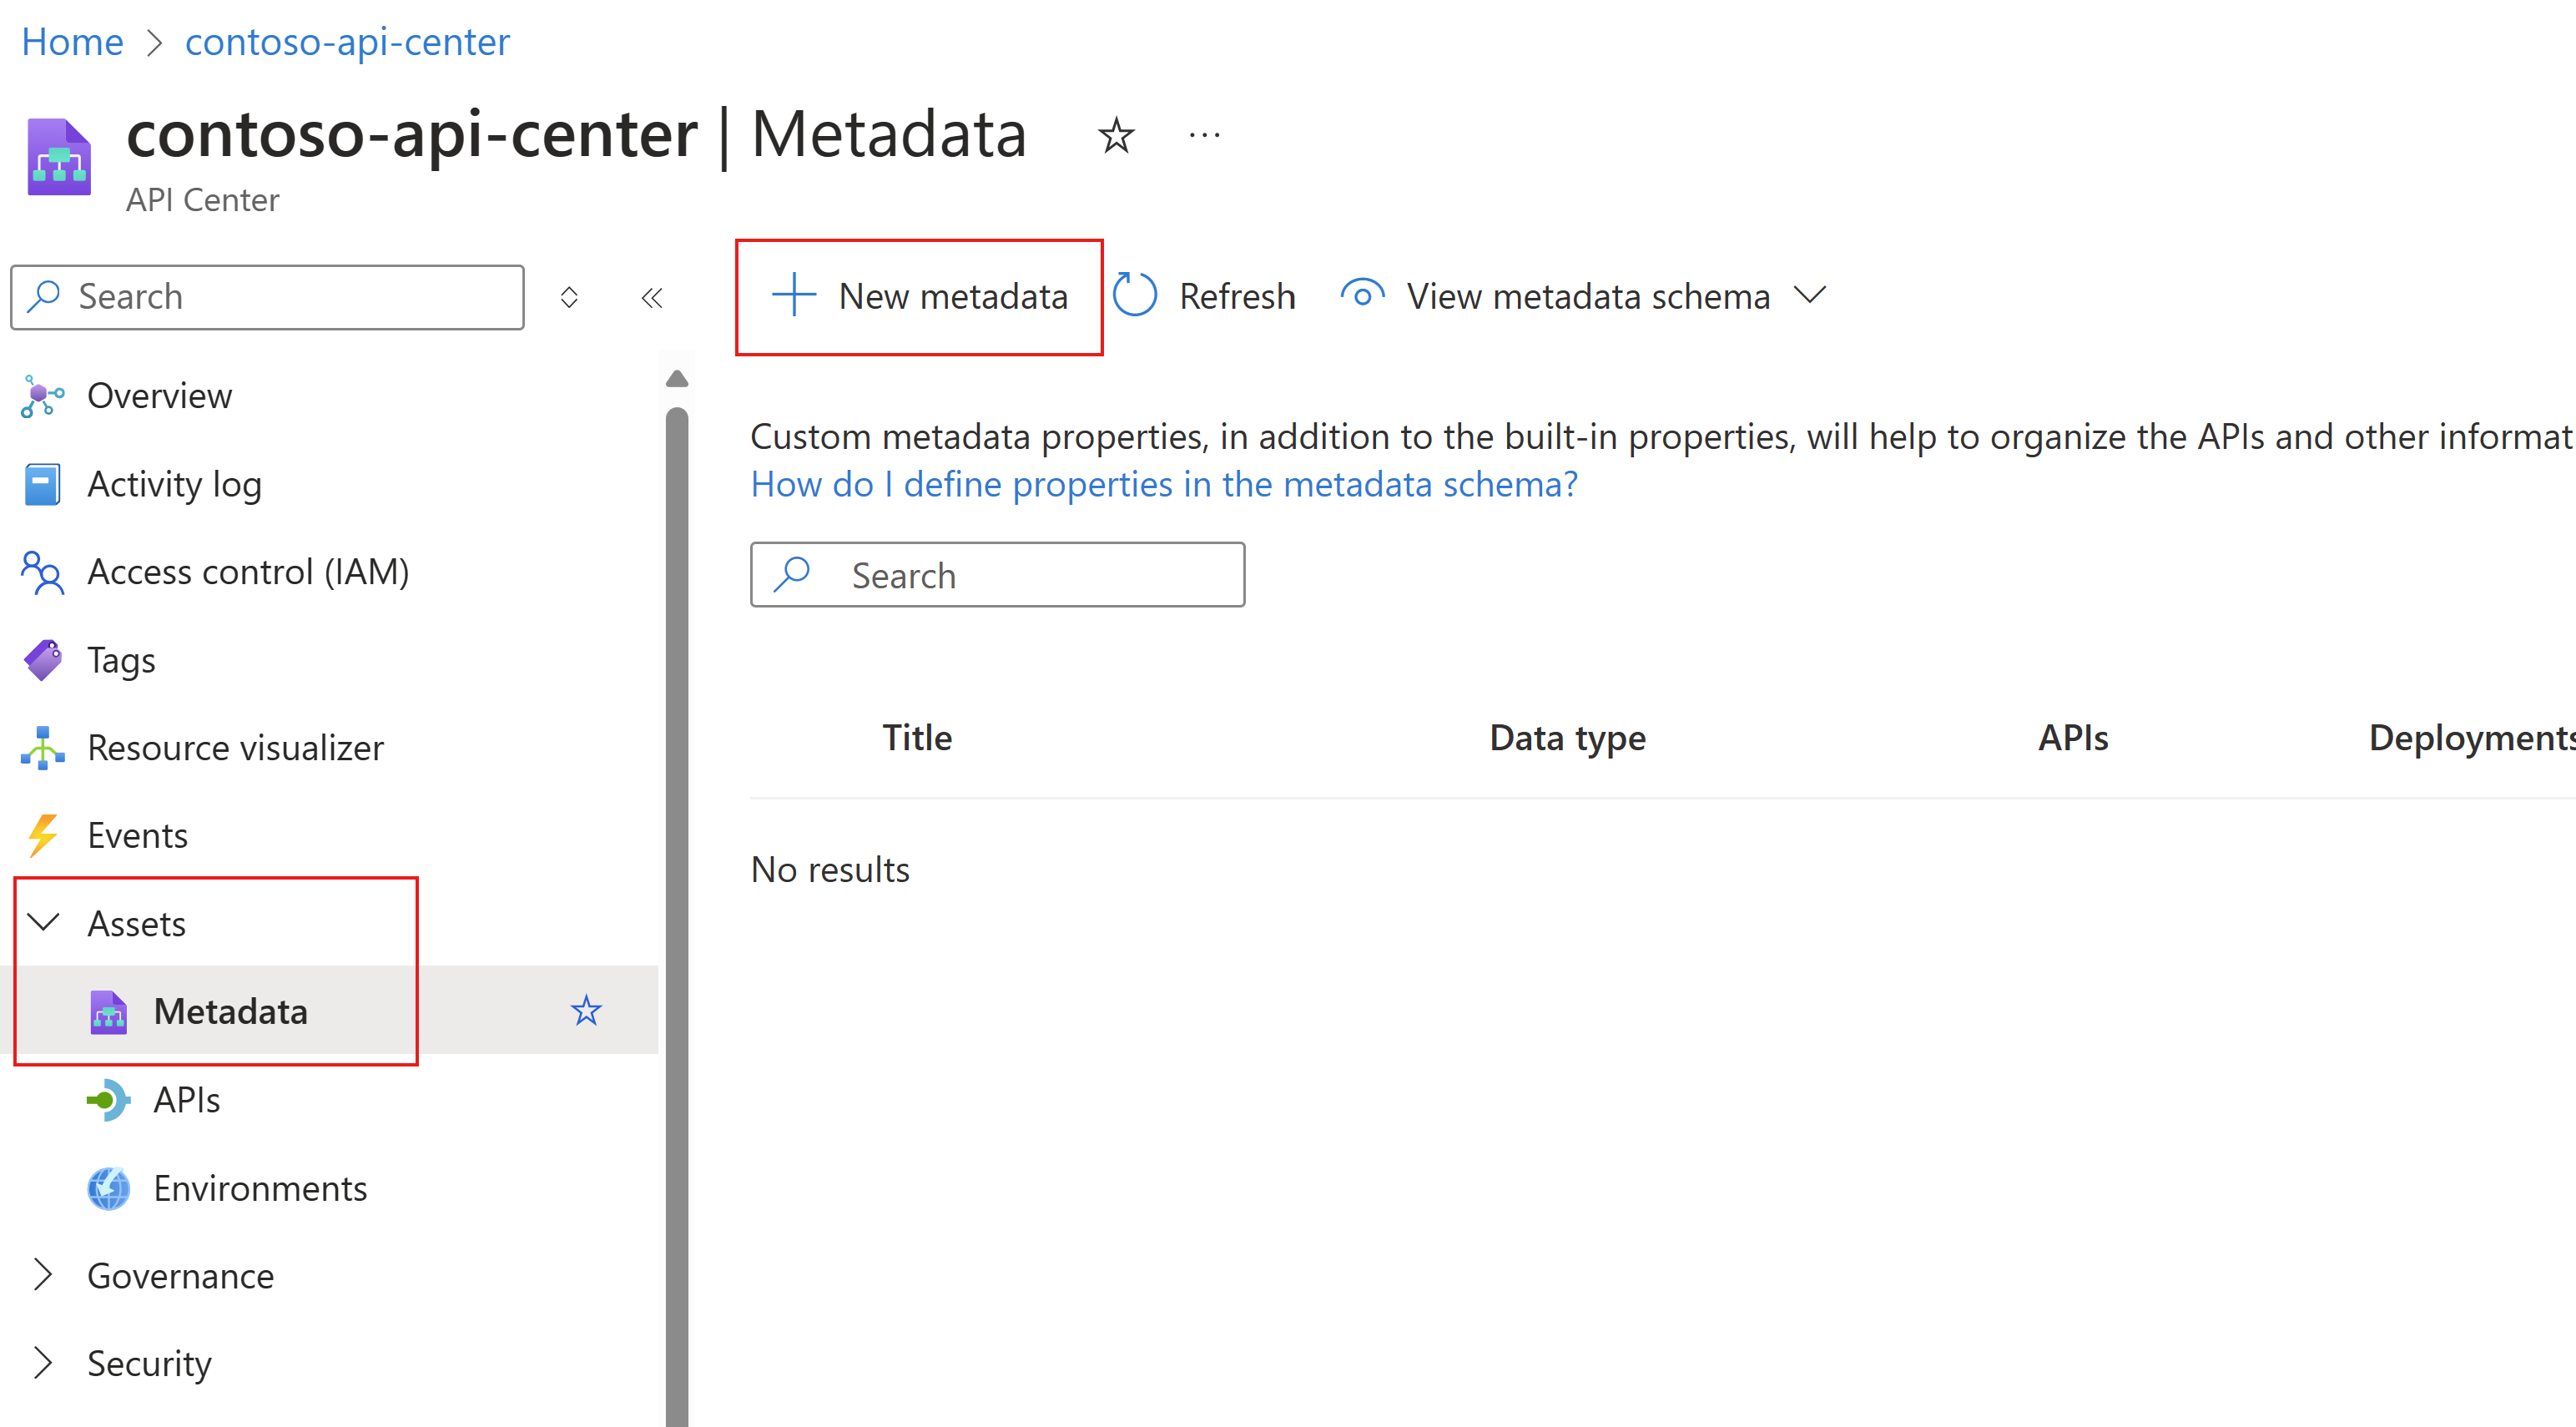 Home > contoso-api-center
contoso-api-center | Metadata
API Center
Search
New metadata
Refresh
View metadata schema
Overview
Activity log
Access control (IAM)
Tags
Resource visualizer
Events
Assets
Metadata
APIs
Environments
Governance
Security
Custom metadata properties, in addition to the built-in properties, will help to organize the APIs and other informat
How do I define properties in the metadata schema?
Search
Title Data type APIs Deployments
No results